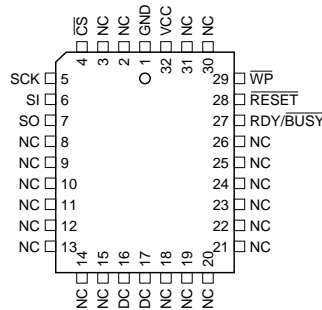 CS NC NC GND VCC NC NC
4 3 2 1 32 31 30
SCK 5 29 WP
SI 6 28 RESET
SO 7 27 RDY/BUSY
NC 8 26 NC
NC 9 25 NC
NC 10 24 NC
NC 11 23 NC
NC 12 22 NC
NC 13 21 NC
14 15 16 17 18 19 20
NC NC DC DC NC NC NC